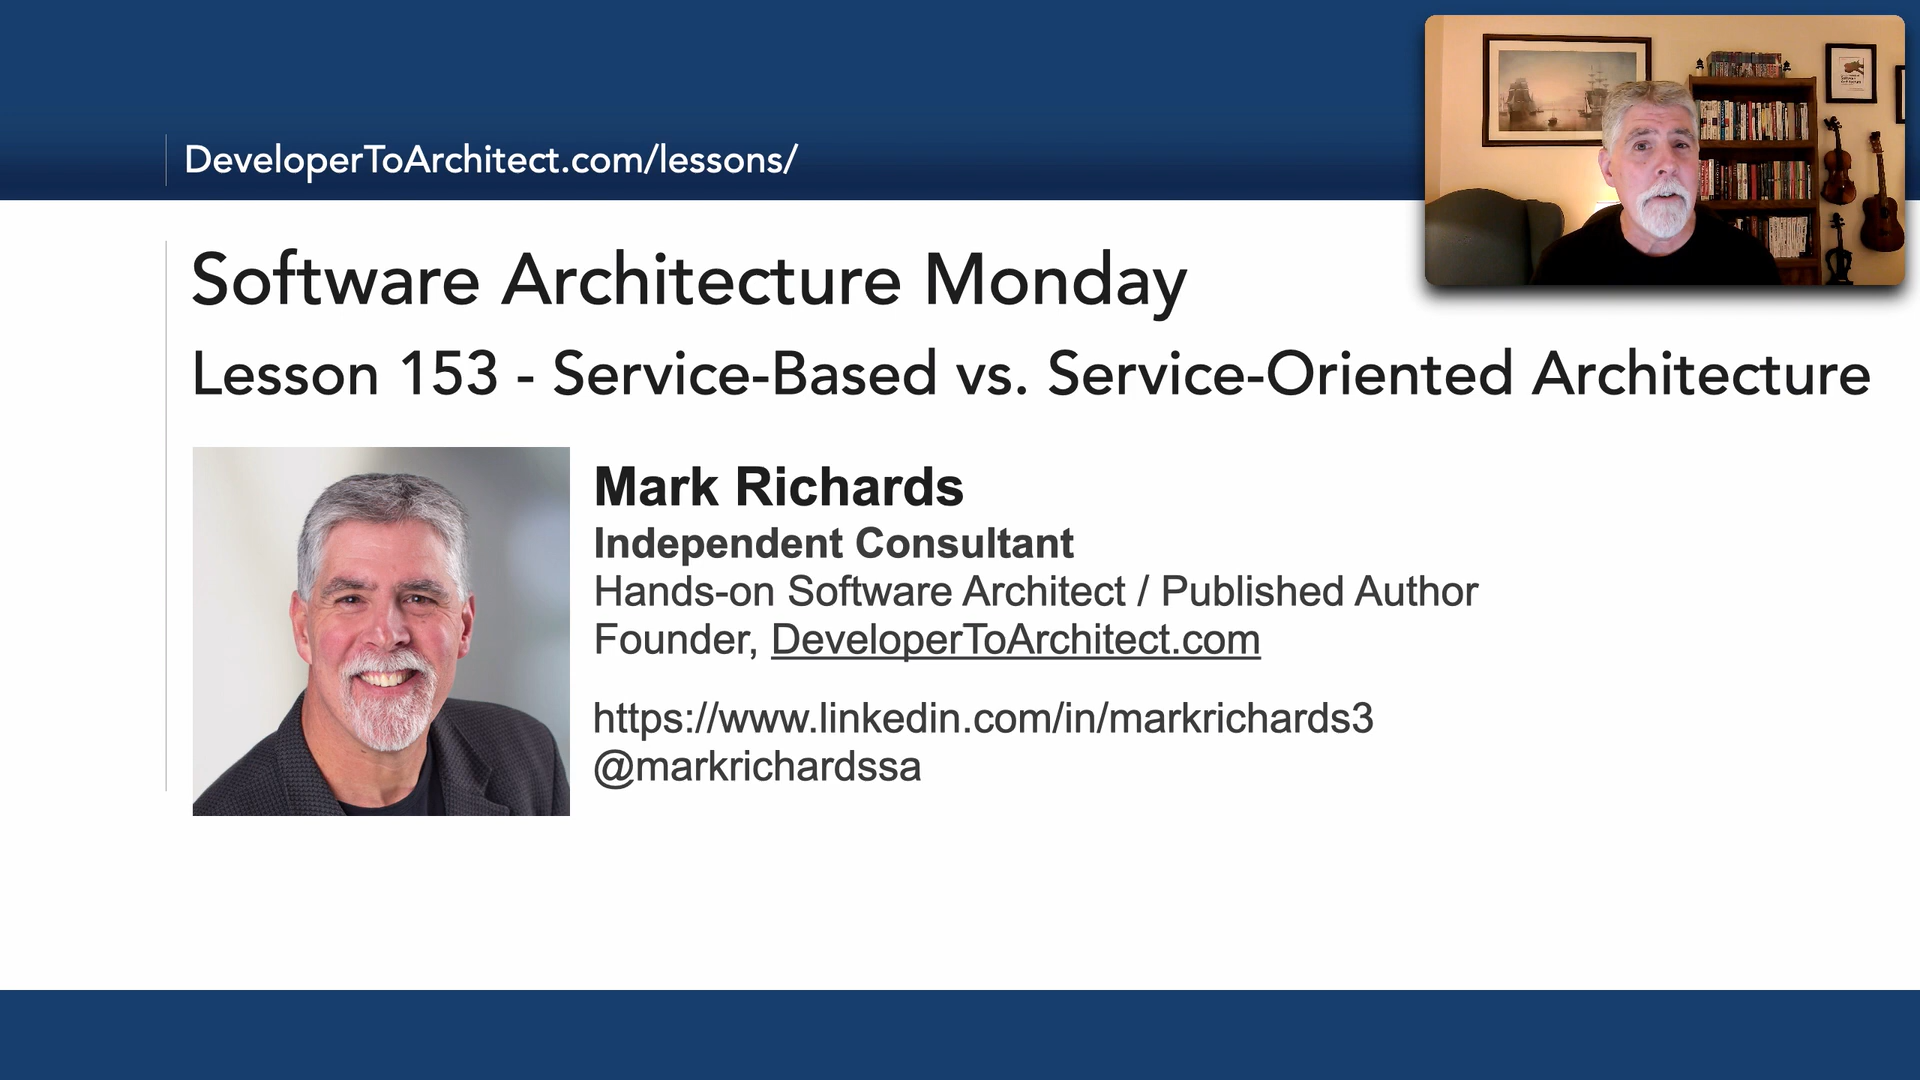 DeveloperToArchitect.com/lessons/
Software Architecture Monday
Lesson 153 - Service-Based vs. Service-Oriented Architecture
Mark Richards
Independent Consultant
Hands-on Software Architect / Published Author
Founder, DeveloperToArchitect.com
https://www.linkedin.com/in/markrichards3
@markrichardssa